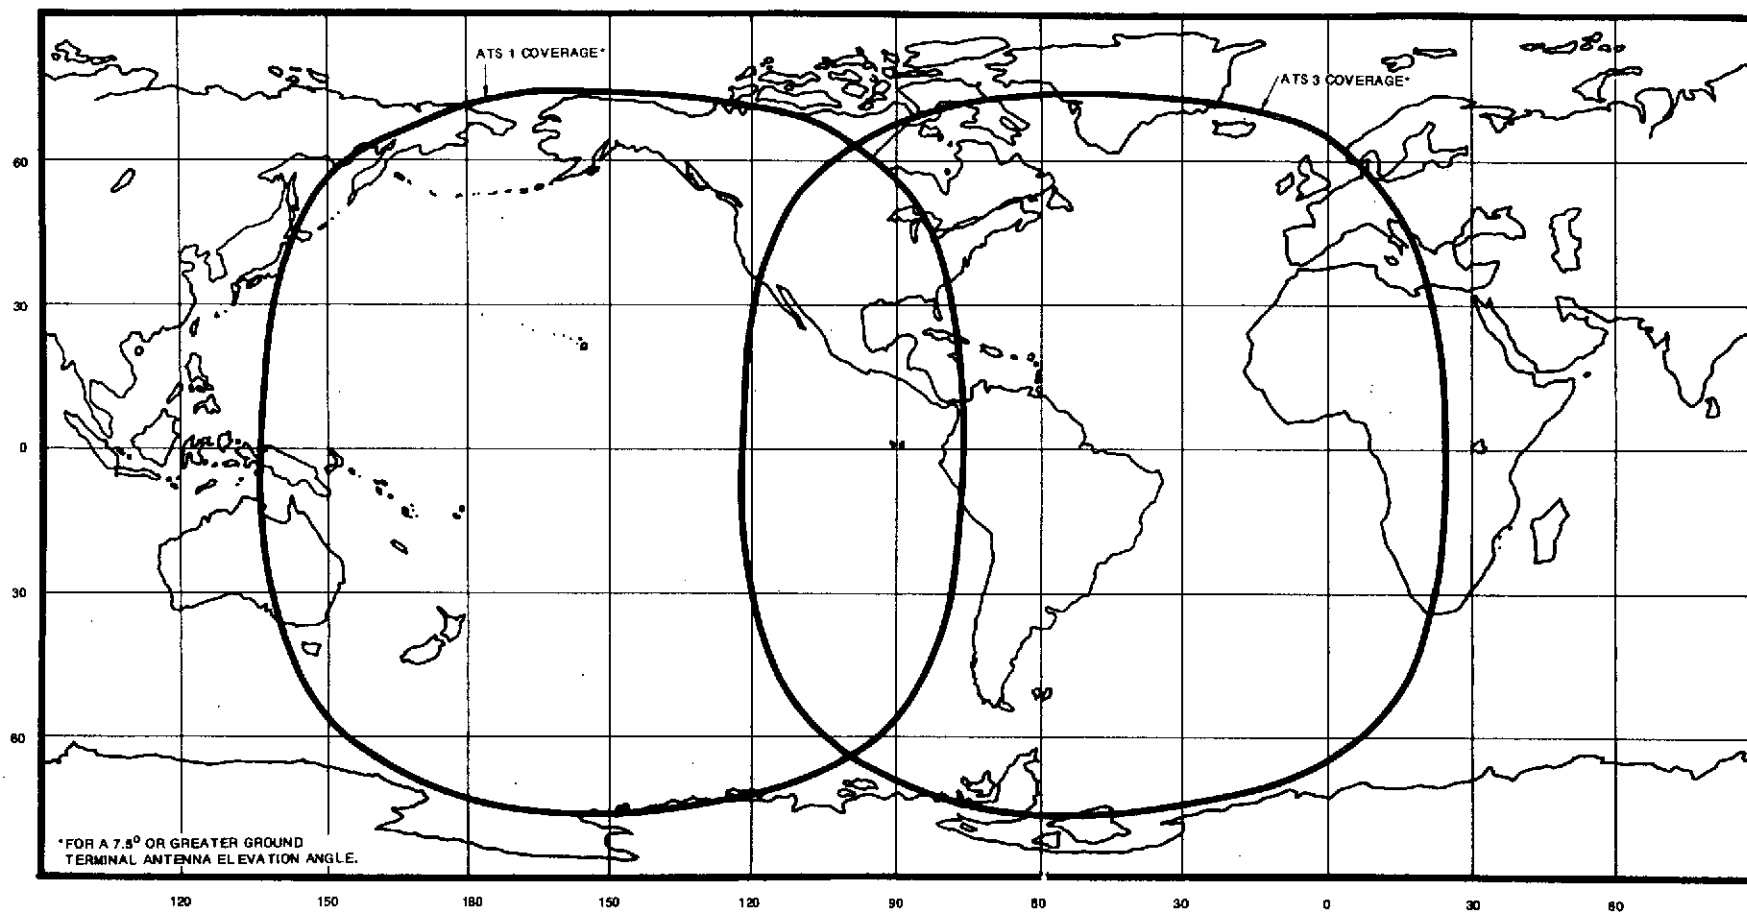 ATS 1 COVERAGE*
ATS 3 COVERAGE*
60
30
0
30
60
*FOR A 7.5° OR GREATER GROUND
TERMINAL ANTENNA ELEVATION ANGLE.
120 150 180 150 120 90 60 30 0 30 60